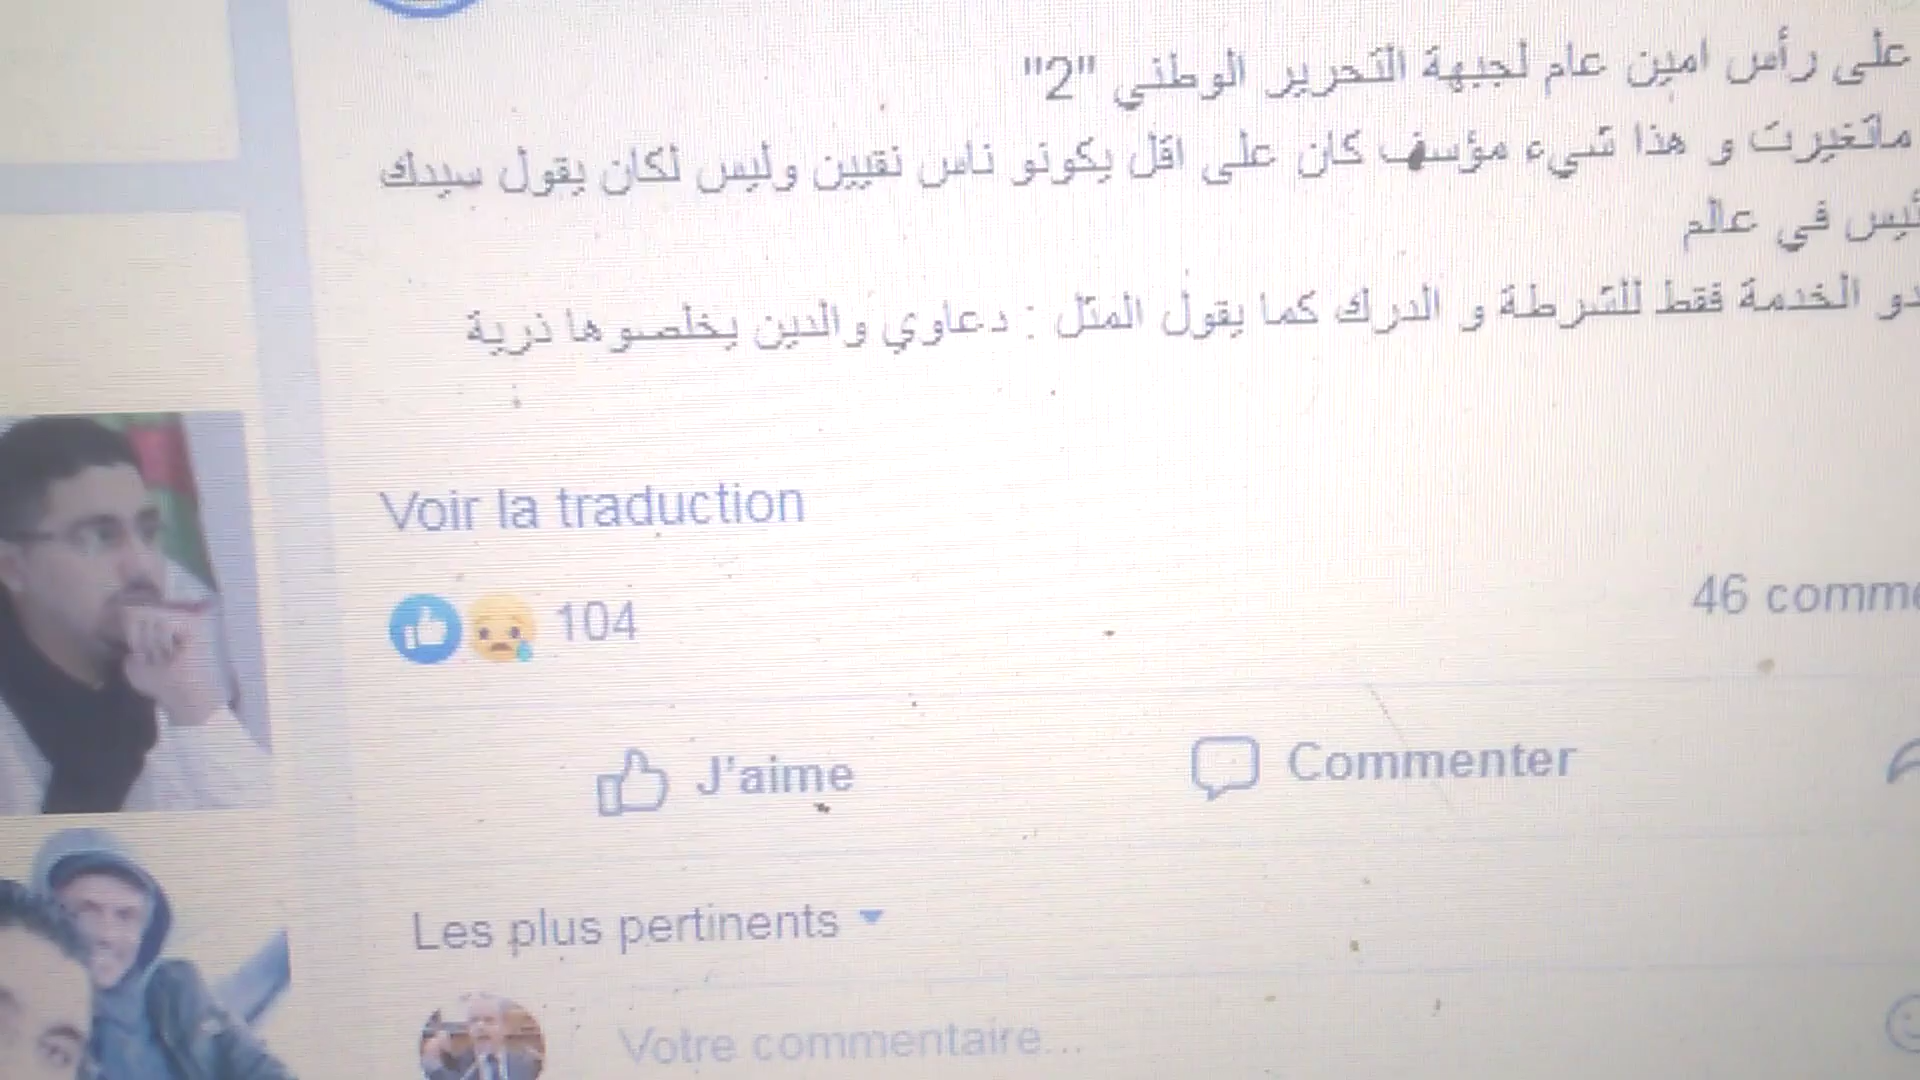 على رأس امين عام لجبهة التحرير الوطني "2"
ماتغيرت و هذا شيء مؤسف كان على اقل يكونو ناس نقيين وليس لكان يقول سيدك
في عالم
الخدمة فقط للشرطة و الدرك كما يقول المثل : دعاوي والدين يخلصوها ذرية
Voir la traduction
104
46 comme
J'aime
Commenter
Les plus pertinents
Votre commentaire...